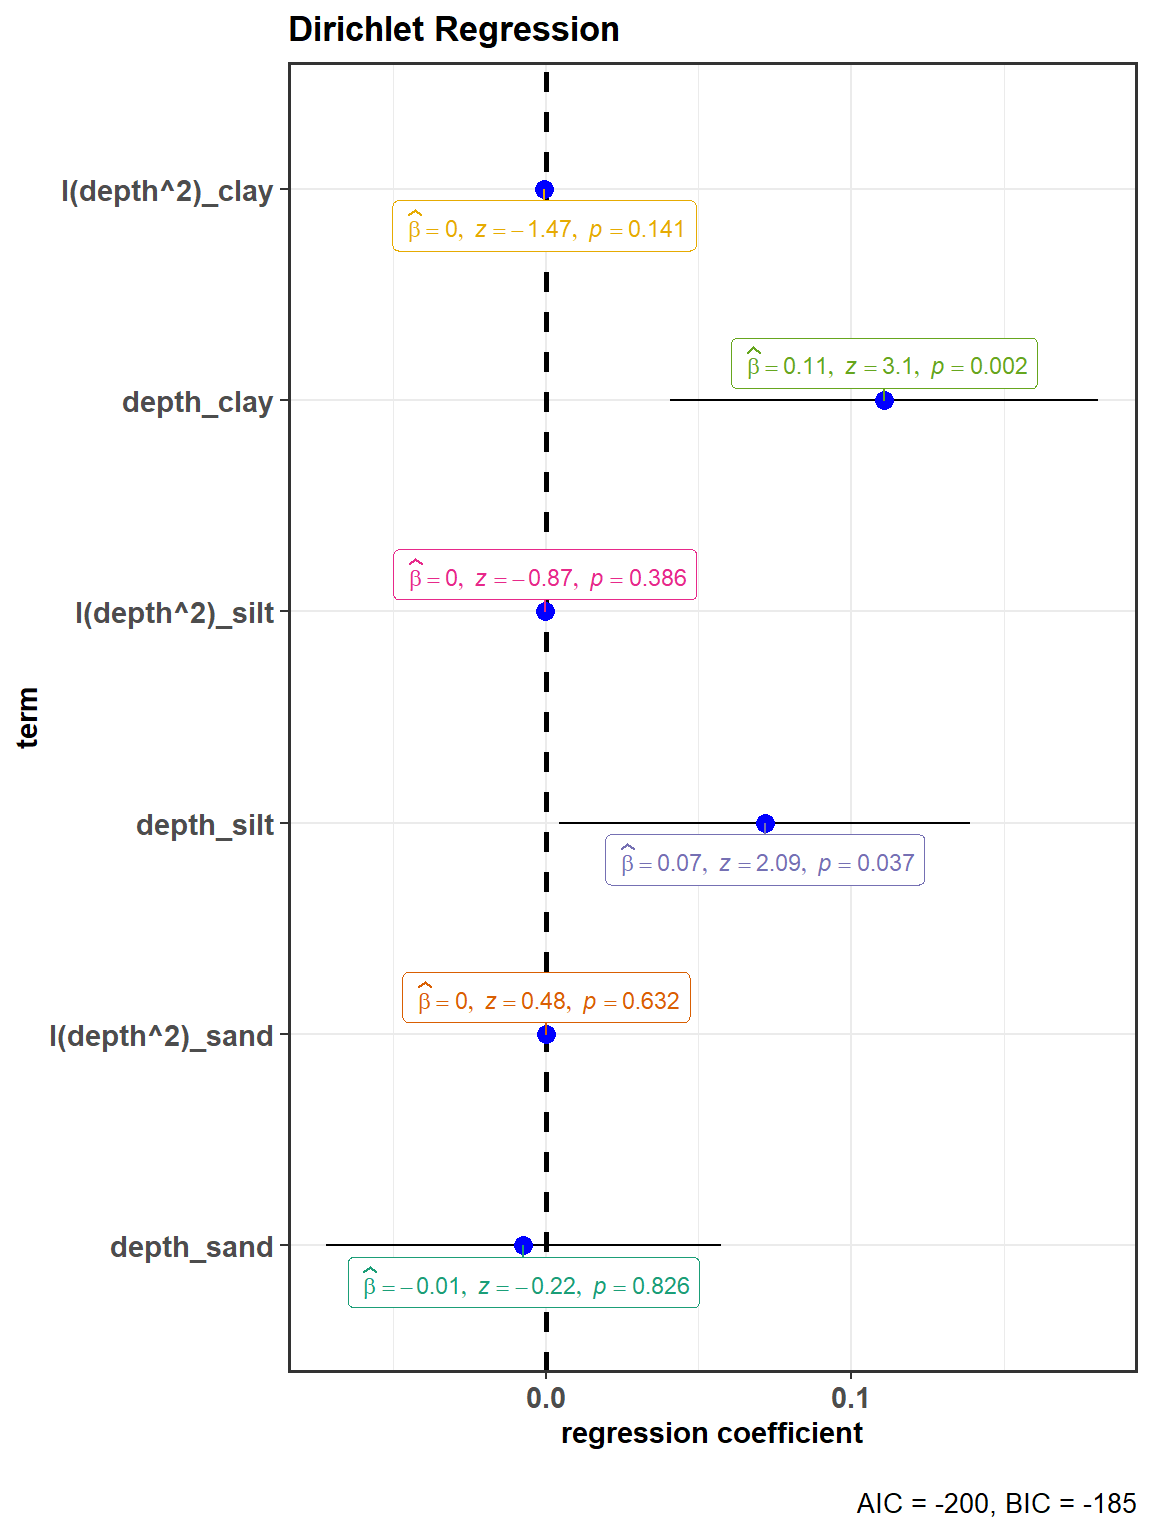 Dirichlet Regression
I(depth^2)_clay
β̂ = 0, z = −1.47, p = 0.141
β̂ = 0.11, z = 3.1, p = 0.002
depth_clay
β̂ = 0, z = −0.87, p = 0.386
I(depth^2)_silt
term
depth_silt
β̂ = 0.07, z = 2.09, p = 0.037
β̂ = 0, z = 0.48, p = 0.632
I(depth^2)_sand
depth_sand
β̂ = −0.01, z = −0.22, p = 0.826
0.0 0.1
regression coefficient
AIC = -200, BIC = -185